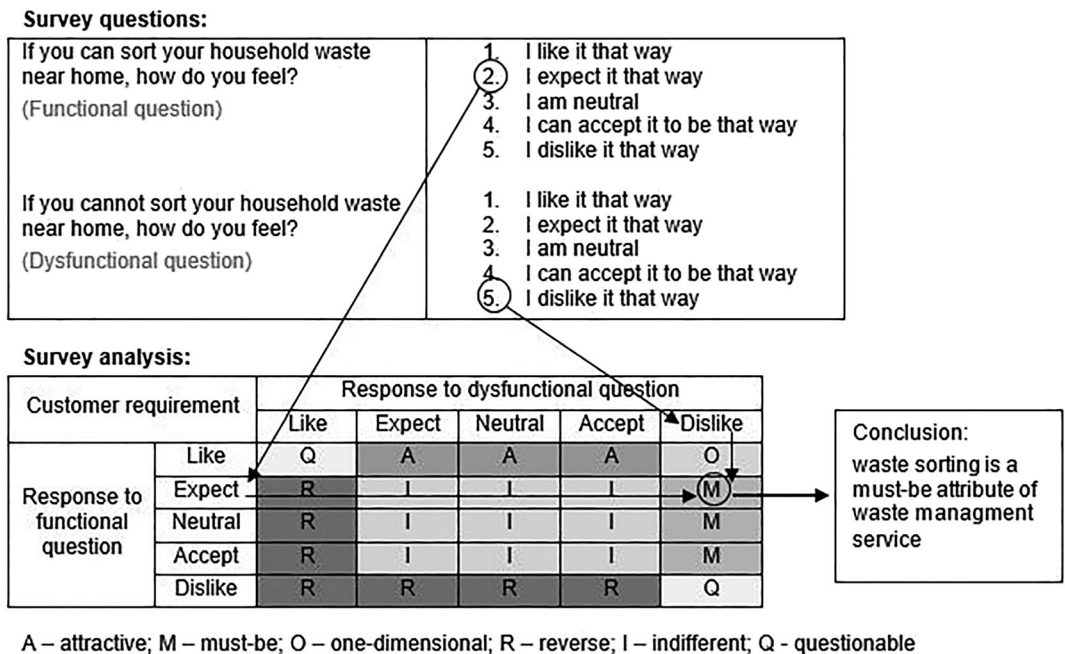 Survey questions:
If you can sort your household waste
near home, how do you feel?
(Functional question)
1. I like it that way
2. I expect it that way
3. I am neutral
4. I can accept it to be that way
5. I dislike it that way
If you cannot sort your household waste
near home, how do you feel?
(Dysfunctional question)
1. I like it that way
2. I expect it that way
3. I am neutral
4. I can accept it to be that way
5. I dislike it that way
Survey analysis:
Customer requirement
Response to dysfunctional question
Like Expect Neutral Accept Dislike
Response to
functional
question
Like Q A A A O
Expect R I I I M
Neutral R I I I M
Accept R I I I M
Dislike R R R R Q
Conclusion:
waste sorting is a
must-be attribute of
waste managment
service
A – attractive; M – must-be; O – one-dimensional; R – reverse; I – indifferent; Q - questionable